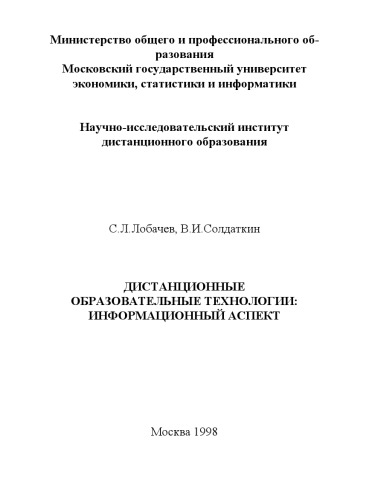 Министерство общего и профессионального об-
разования
Московский государственный университет
экономики, статистики и информатики
Научно-исследовательский институт
дистанционного образования
С.Л.Лобачев, В.И.Солдаткин
ДИСТАНЦИОННЫЕ
ОБРАЗОВАТЕЛЬНЫЕ ТЕХНОЛОГИИ:
ИНФОРМАЦИОННЫЙ АСПЕКТ
Москва 1998